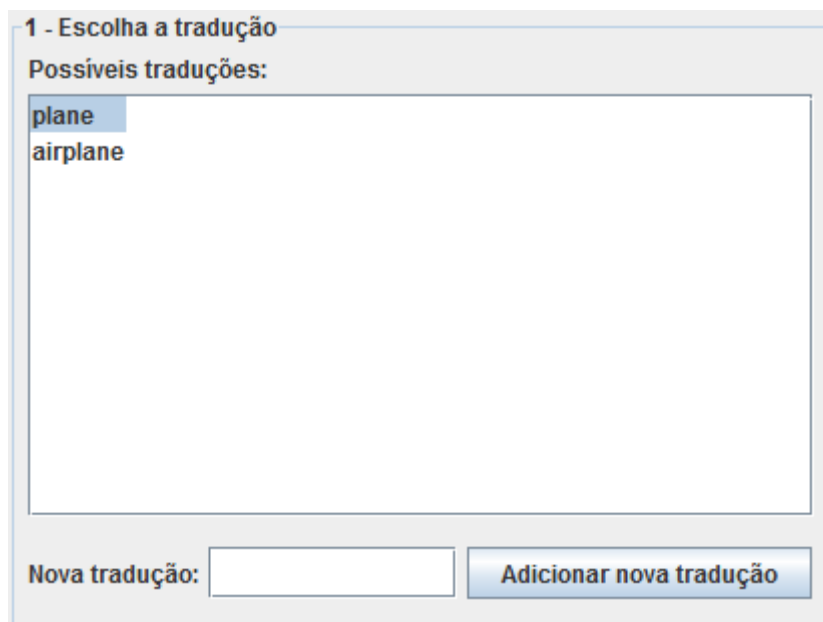 1 - Escolha a tradução
Possíveis traduções:
plane
airplane
Nova tradução:
Adicionar nova tradução